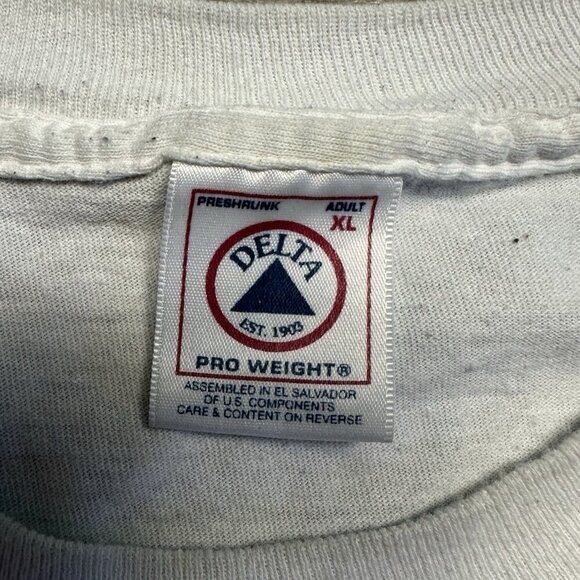 PRESHRUNK ADULT
XL
DELTA
EST. 1903
PRO WEIGHT®
ASSEMBLED IN EL SALVADOR
OF U.S. COMPONENTS
CARE & CONTENT ON REVERSE